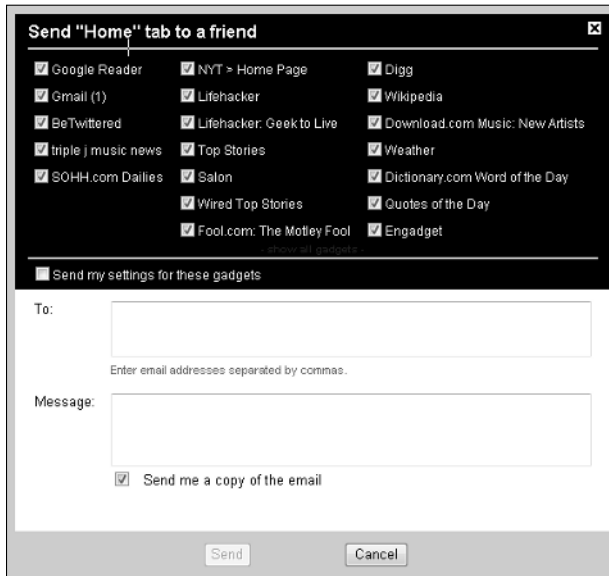 Send "Home" tab to a friend
Google Reader
Gmail (1)
BeTwittered
triple j music news
SOHH.com Dailies
NYT > Home Page
Lifehacker
Lifehacker: Geek to Live
Top Stories
Salon
Wired Top Stories
Fool.com: The Motley Fool
Digg
Wikipedia
Download.com Music: New Artists
Weather
Dictionary.com Word of the Day
Quotes of the Day
Engadget
- show all gadgets -
Send my settings for these gadgets
To:
Enter email addresses separated by commas.
Message:
Send me a copy of the email
Send Cancel